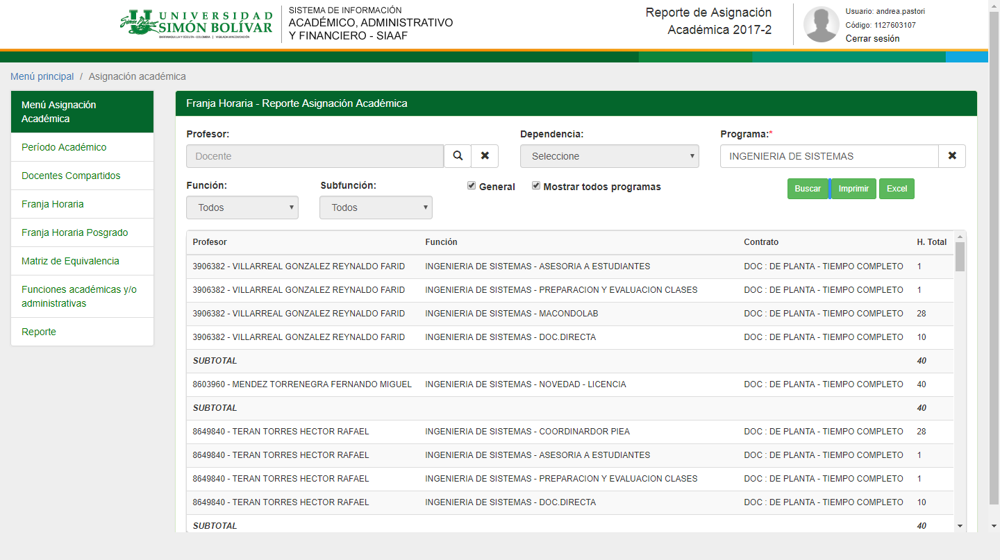 UNIVERSIDAD
SIMÓN BOLÍVAR
BARRANQUILLA Y CÚCUTA - COLOMBIA | VIGILADA MINEDUCACIÓN
SISTEMA DE INFORMACIÓN
ACADÉMICO, ADMINISTRATIVO
Y FINANCIERO - SIAAF
Reporte de Asignación
Académica 2017-2
Usuario: andrea.pastori
Código: 1127603107
Cerrar sesión
Menú principal / Asignación académica
Menú Asignación
Académica
Período Académico
Docentes Compartidos
Franja Horaria
Franja Horaria Posgrado
Matriz de Equivalencia
Funciones académicas y/o
administrativas
Reporte
Franja Horaria - Reporte Asignación Académica
Profesor: Dependencia: Programa:*
Docente Seleccione INGENIERIA DE SISTEMAS
Función: Subfunción: General Mostrar todos programas Buscar Imprimir Excel
Todos Todos
Profesor Función Contrato H. Total
3906382 - VILLARREAL GONZALEZ REYNALDO FARID INGENIERIA DE SISTEMAS - ASESORIA A ESTUDIANTES DOC : DE PLANTA - TIEMPO COMPLETO 1
3906382 - VILLARREAL GONZALEZ REYNALDO FARID INGENIERIA DE SISTEMAS - PREPARACION Y EVALUACION CLASES DOC : DE PLANTA - TIEMPO COMPLETO 1
3906382 - VILLARREAL GONZALEZ REYNALDO FARID INGENIERIA DE SISTEMAS - MACONDOLAB DOC : DE PLANTA - TIEMPO COMPLETO 28
3906382 - VILLARREAL GONZALEZ REYNALDO FARID INGENIERIA DE SISTEMAS - DOC.DIRECTA DOC : DE PLANTA - TIEMPO COMPLETO 10
SUBTOTAL 40
8603960 - MENDEZ TORRENEGRA FERNANDO MIGUEL INGENIERIA DE SISTEMAS - NOVEDAD - LICENCIA DOC : DE PLANTA - TIEMPO COMPLETO 40
SUBTOTAL 40
8649840 - TERAN TORRES HECTOR RAFAEL INGENIERIA DE SISTEMAS - COORDINARDOR PIEA DOC : DE PLANTA - TIEMPO COMPLETO 28
8649840 - TERAN TORRES HECTOR RAFAEL INGENIERIA DE SISTEMAS - ASESORIA A ESTUDIANTES DOC : DE PLANTA - TIEMPO COMPLETO 1
8649840 - TERAN TORRES HECTOR RAFAEL INGENIERIA DE SISTEMAS - PREPARACION Y EVALUACION CLASES DOC : DE PLANTA - TIEMPO COMPLETO 1
8649840 - TERAN TORRES HECTOR RAFAEL INGENIERIA DE SISTEMAS - DOC.DIRECTA DOC : DE PLANTA - TIEMPO COMPLETO 10
SUBTOTAL 40